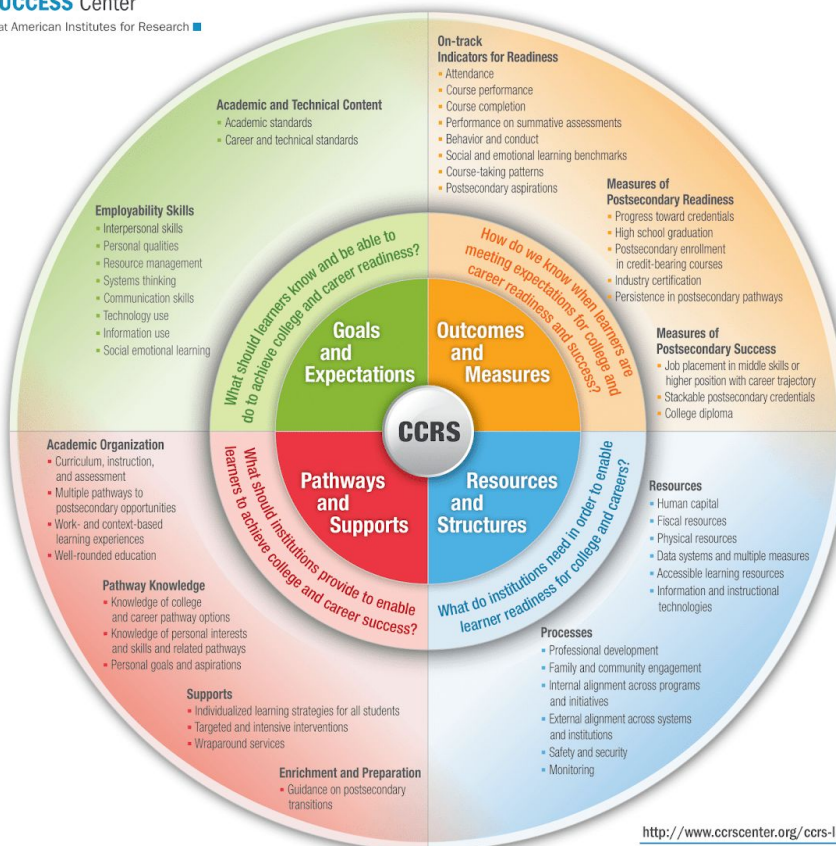 SUCCESS Center
at American Institutes for Research
Academic and Technical Content
Academic standards
Career and technical standards
Employability Skills
Interpersonal skills
Personal qualities
Resource management
Systems thinking
Communication skills
Technology use
Information use
Social emotional learning
On-track
Indicators for Readiness
Attendance
Course performance
Course completion
Performance on summative assessments
Behavior and conduct
Social and emotional learning benchmarks
Course-taking patterns
Postsecondary aspirations
Measures of
Postsecondary Readiness
Progress toward credentials
High school graduation
Postsecondary enrollment
in credit-bearing courses
Industry certification
Persistence in postsecondary pathways
Measures of
Postsecondary Success
Job placement in middle skills or
higher position with career trajectory
Stackable postsecondary credentials
College diploma
What should learners know and be able to
do to achieve college and career readiness?
How do we know when learners are
meeting expectations for college and
career readiness and success?
Goals
and
Expectations
Outcomes
and
Measures
CCRS
Pathways
and
Supports
Resources
and
Structures
What should institutions provide to enable
learners to achieve college and career success?
What do institutions need in order to enable
learner readiness for college and careers?
Academic Organization
Curriculum, instruction,
and assessment
Multiple pathways to
postsecondary opportunities
Work- and context-based
learning experiences
Well-rounded education
Pathway Knowledge
Knowledge of college
and career pathway options
Knowledge of personal interests
and skills and related pathways
Personal goals and aspirations
Supports
Individualized learning strategies for all students
Targeted and intensive interventions
Wraparound services
Enrichment and Preparation
Guidance on postsecondary
transitions
Resources
Human capital
Fiscal resources
Physical resources
Data systems and multiple measures
Accessible learning resources
Information and instructional
technologies
Processes
Professional development
Family and community engagement
Internal alignment across programs
and initiatives
External alignment across systems
and institutions
Safety and security
Monitoring
http://www.ccrscenter.org/ccrs-l